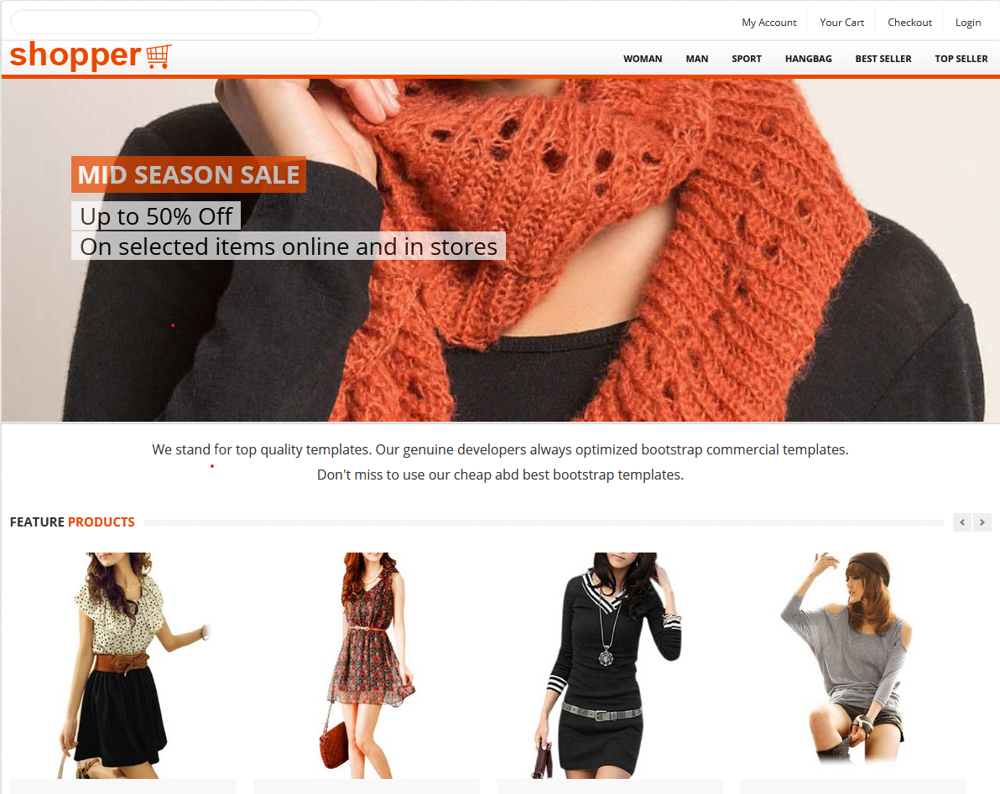 My Account Your Cart Checkout Login
shopper
WOMAN MAN SPORT HANGBAG BEST SELLER TOP SELLER
MID SEASON SALE
Up to 50% Off
On selected items online and in stores
We stand for top quality templates. Our genuine developers always optimized bootstrap commercial templates.
Don't miss to use our cheap abd best bootstrap templates.
FEATURE PRODUCTS